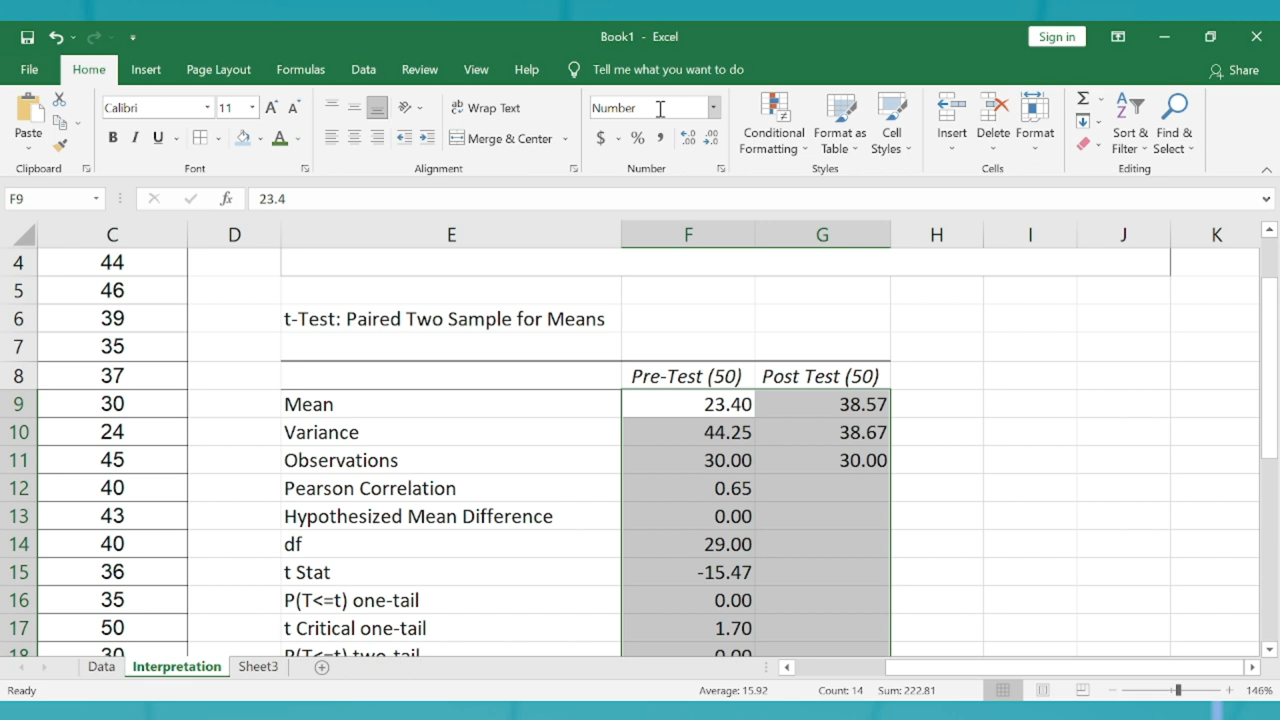 Book1 - Excel
Sign in
File Home Insert Page Layout Formulas Data Review View Help Tell me what you want to do Share
Paste
Calibri 11 A A
B I U A
Wrap Text
Merge & Center
Number
$ % ,
Conditional Formatting
Format as Table
Cell Styles
Insert Delete Format
Sort & Filter
Find & Select
Clipboard Font Alignment Number Styles Cells Editing
F9 fx 23.4
C D E F G H I J K
4 44
5 46
6 39 t-Test: Paired Two Sample for Means
7 35
8 37 Pre-Test (50) Post Test (50)
9 30 Mean 23.40 38.57
10 24 Variance 44.25 38.67
11 45 Observations 30.00 30.00
12 40 Pearson Correlation 0.65
13 43 Hypothesized Mean Difference 0.00
14 40 df 29.00
15 36 t Stat -15.47
16 35 P(T<=t) one-tail 0.00
17 50 t Critical one-tail 1.70
18 30 P(T<=t) two-tail 0.00
Data Interpretation Sheet3
Ready Average: 15.92 Count: 14 Sum: 222.81 146%